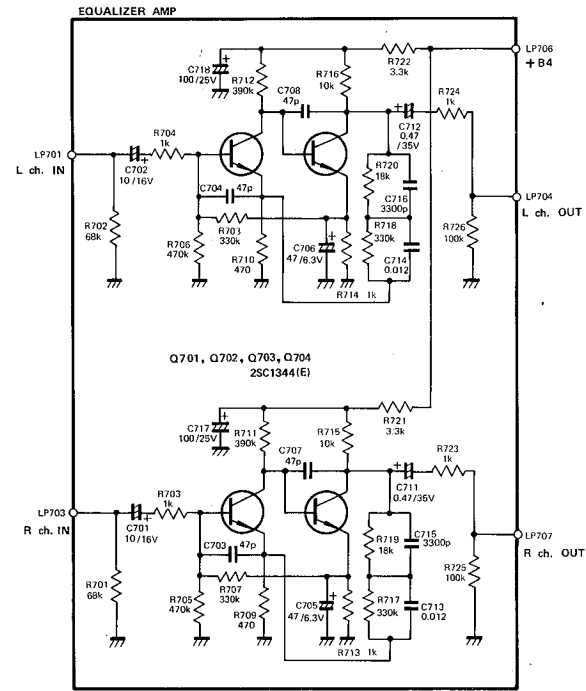 EQUALIZER AMP
LP706
+B4
C718
100/25V
R712
390k
R716
10k
R722
3.3k
C708
47p
C712
0.47
/35V
R724
1k
LP701
L ch. IN
C702
10/16V
R704
1k
R702
68k
C704
47p
R706
470k
R703
330k
R710
470
C706
47/6.3V
R714 1k
R720
18k
C716
3300p
R718
330k
C714
0.012
LP704
L ch. OUT
R726
100k
Q701, Q702, Q703, Q704
2SC1344(E)
C717
100/25V
R711
390k
R715
10k
R721
3.3k
C707
47p
C711
0.47/35V
R723
1k
LP703
R ch. IN
C701
10/16V
R703
1k
R701
68k
C703
47p
R705
470k
R707
330k
R709
470
C705
47/6.3V
R713 1k
R719
18k
C715
3300p
R717
330k
C713
0.012
LP707
R ch. OUT
R725
100k